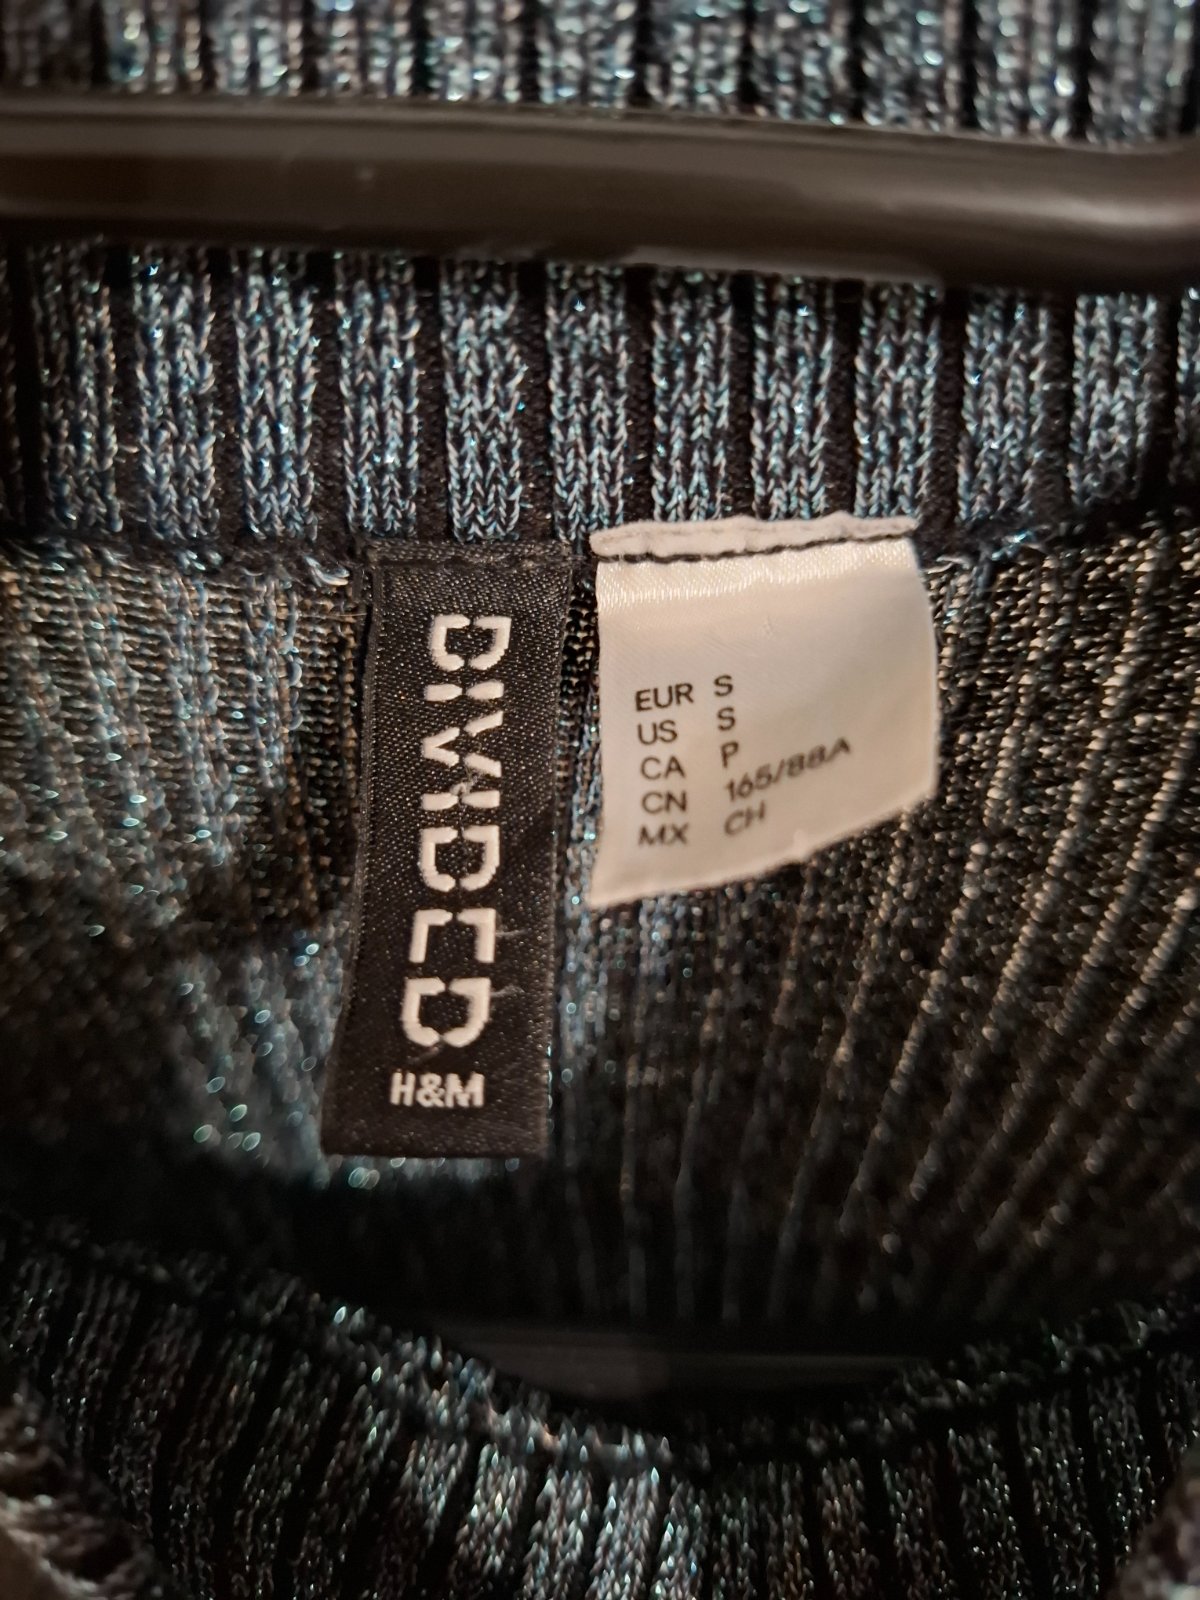 DIVIDED
H&M
EUR S
US S
CA P
CN 165/88A
MX CH